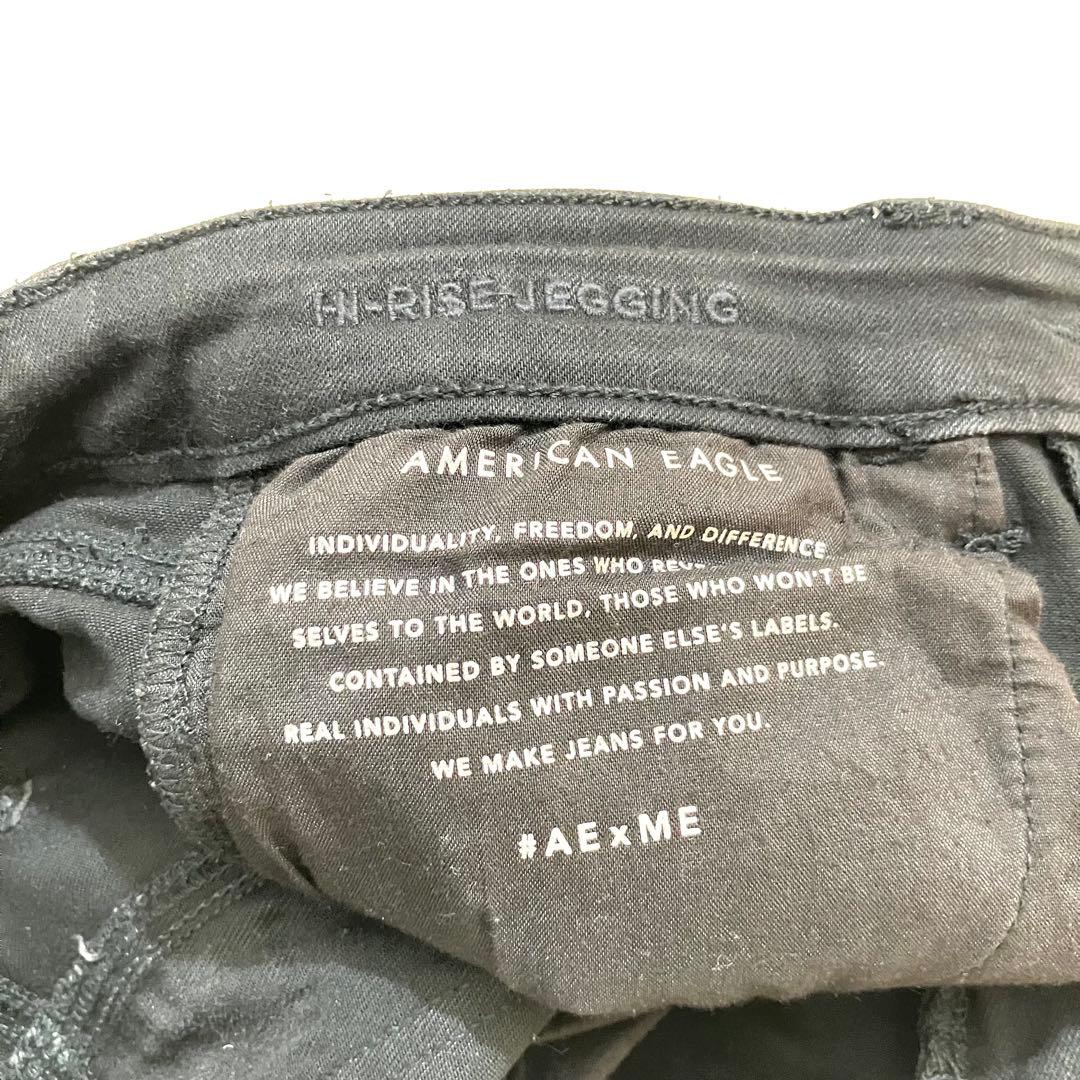 HI-RISE JEGGING
AMERICAN EAGLE
INDIVIDUALITY, FREEDOM, AND DIFFERENCE
WE BELIEVE IN THE ONES WHO
SELVES TO THE WORLD, THOSE WHO WON'T BE
CONTAINED BY SOMEONE ELSE'S LABELS.
REAL INDIVIDUALS WITH PASSION AND PURPOSE.
WE MAKE JEANS FOR YOU.
#AExME